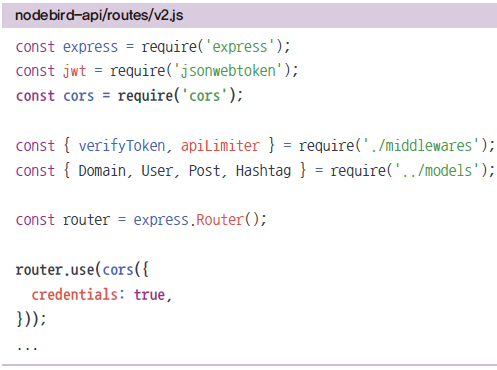 nodebird-api/routes/v2.js
const express = require('express');
const jwt = require('jsonwebtoken');
const cors = require('cors');
const { verifyToken, apiLimiter } = require('./middlewares');
const { Domain, User, Post, Hashtag } = require('../models');
const router = express.Router();
router.use(cors({
  credentials: true,
}));
...